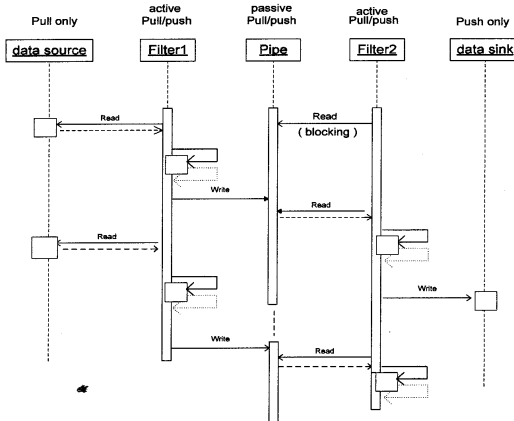 Pull only
active
Pull/push
passive
Pull/push
active
Pull/push
Push only
data source
Filter1
Pipe
Filter2
data sink
Read
Read
( blocking )
Write
Read
Read
Write
Write
Read